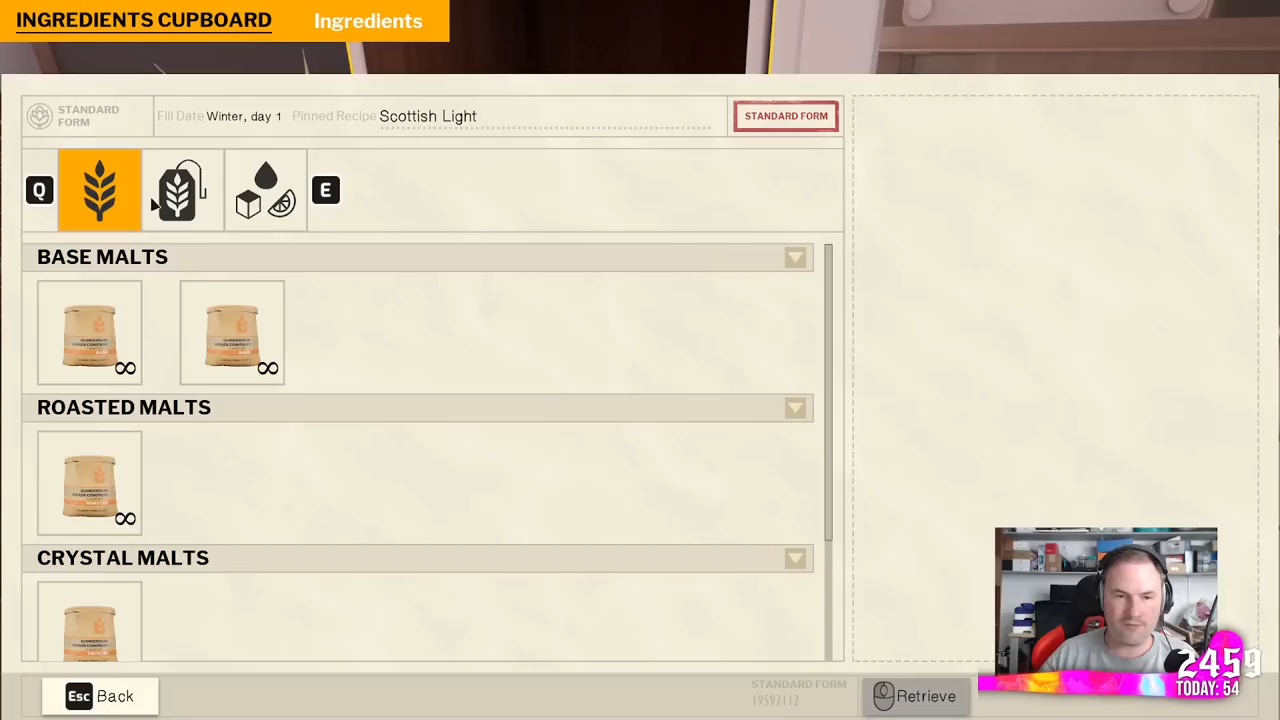 INGREDIENTS CUPBOARD Ingredients
STANDARD FORM
Fill Date Winter, day 1 Pinned Recipe Scottish Light
STANDARD FORM
Q E
BASE MALTS
∞ ∞
ROASTED MALTS
∞
CRYSTAL MALTS
Esc Back
STANDARD FORM
19592112
Retrieve
2459
TODAY: 54